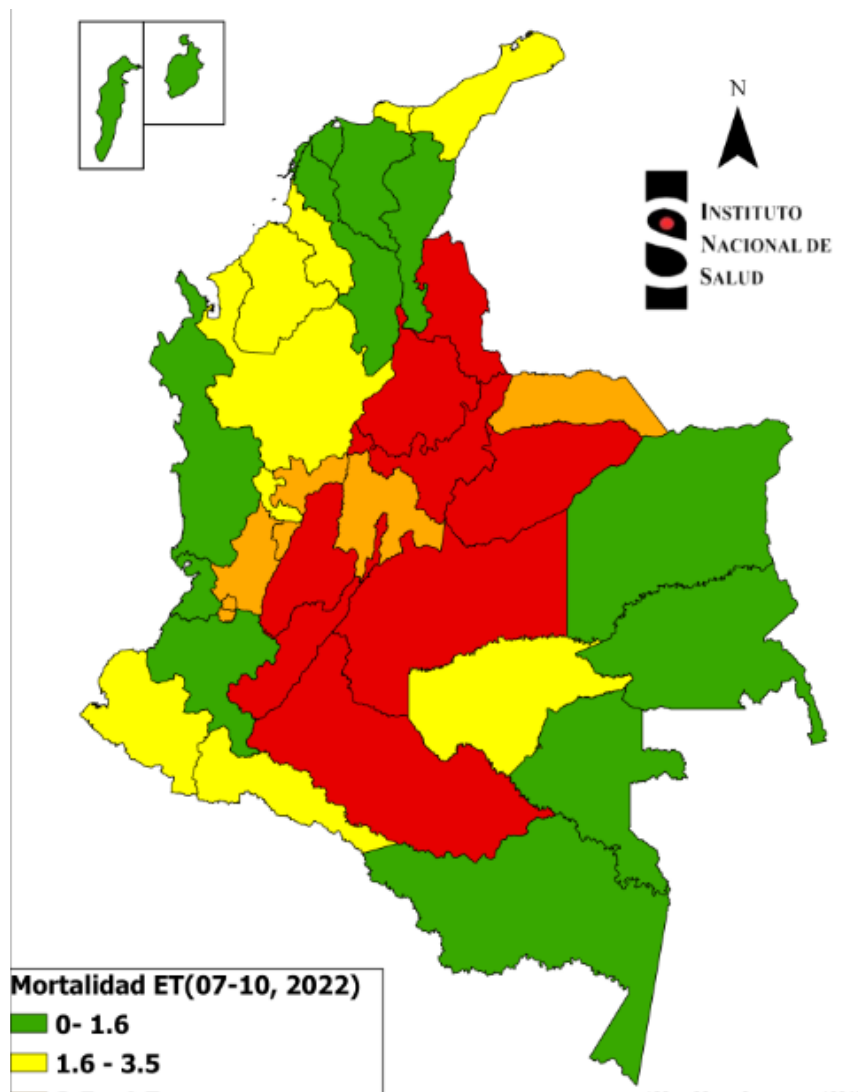 N
INSTITUTO
NACIONAL DE
SALUD
Mortalidad ET(07-10, 2022)
0- 1.6
1.6 - 3.5